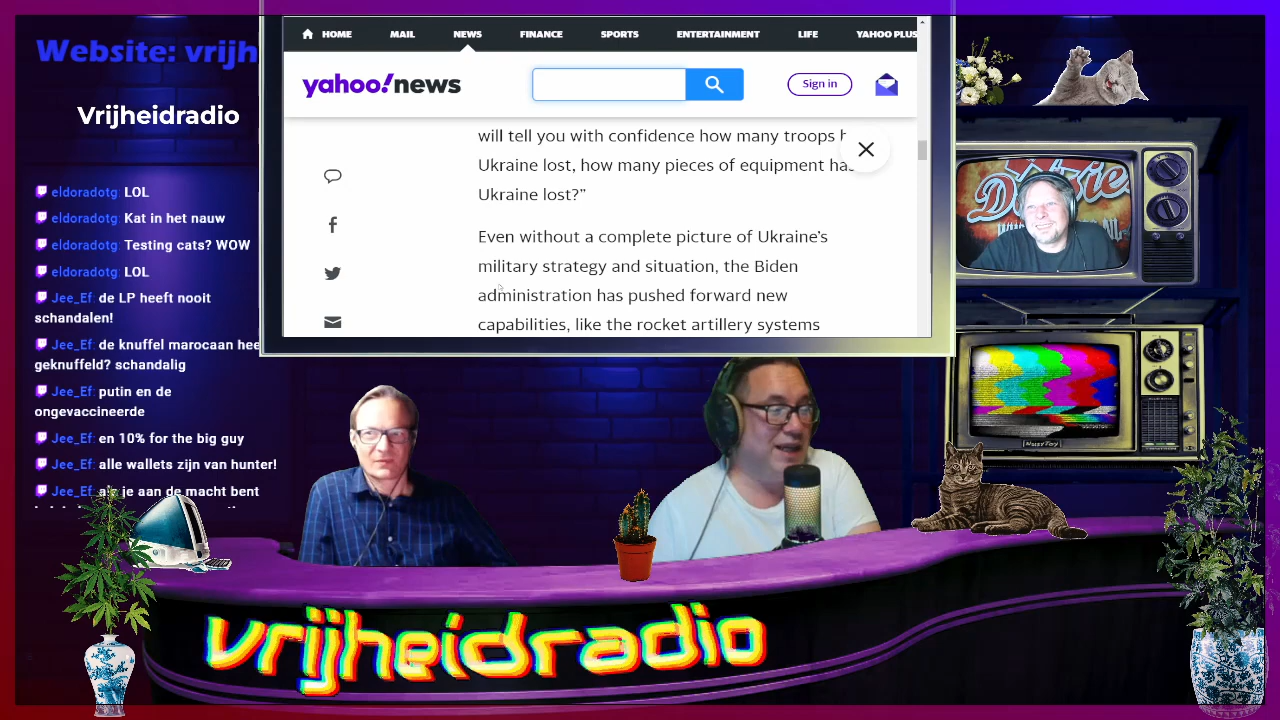 Website: vrijh
Vrijheidradio
eldoradotg: LOL
eldoradotg: Kat in het nauw
eldoradotg: Testing cats? WOW
eldoradotg: LOL
Jee_Ef: de LP heeft nooit
schandalen!
Jee_Ef: de knuffel marocaan hee
geknuffeld? schandalig
Jee_Ef: putin en de
ongevaccineerde
Jee_Ef: en 10% for the big guy
Jee_Ef: alle wallets zijn van hunter!
Jee_Ef: als je aan de macht bent
HOME MAIL NEWS FINANCE SPORTS ENTERTAINMENT LIFE YAHOO PLUS
yahoo!news
Sign in
will tell you with confidence how many troops h
Ukraine lost, how many pieces of equipment has
Ukraine lost?”
Even without a complete picture of Ukraine’s
military strategy and situation, the Biden
administration has pushed forward new
capabilities, like the rocket artillery systems
vrijheidradio